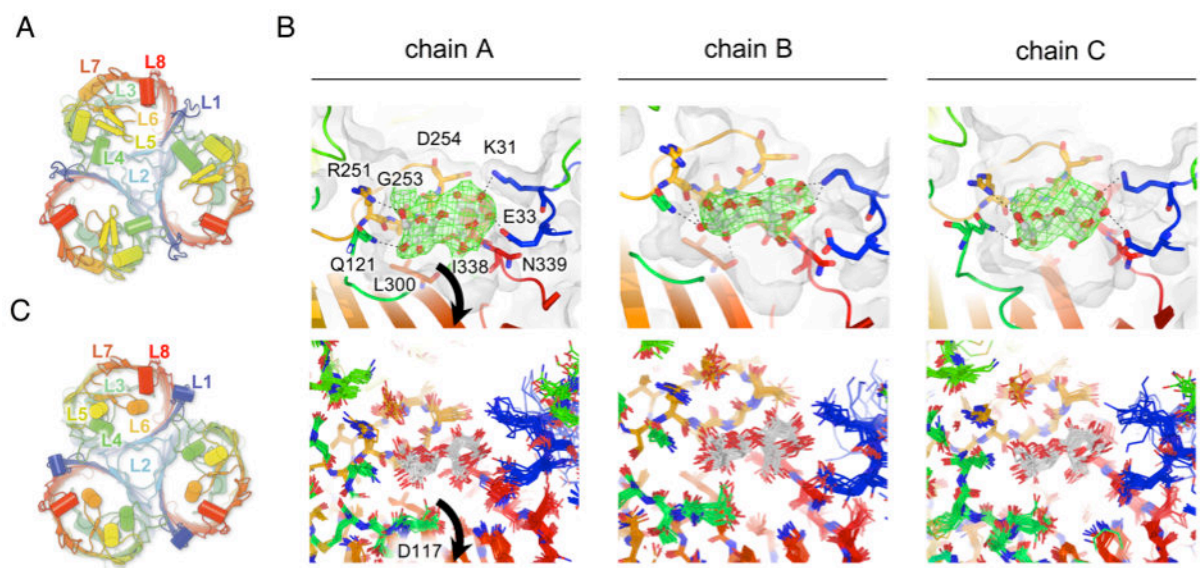 A
L7
L8
L3
L1
L6
L5
L4
L2
B
chain A
chain B
chain C
D254
K31
R251
G253
E33
Q121
I338
N339
L300
D117
C
L7
L8
L3
L1
L5
L6
L4
L2